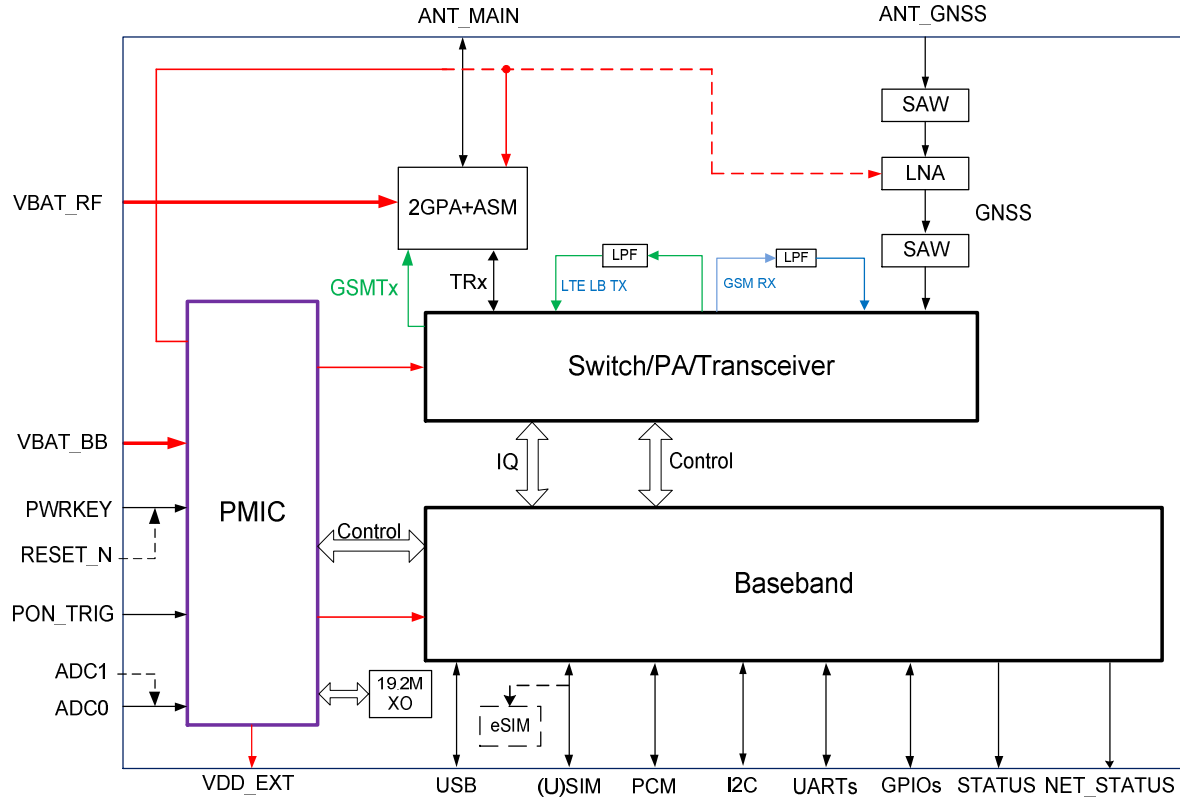 ANT_MAIN
ANT_GNSS
SAW
LNA
VBAT_RF
2GPA+ASM
GNSS
SAW
LPF
LPF
GSMTx
TRx
LTE LB TX
GSM RX
Switch/PA/Transceiver
VBAT_BB
IQ
Control
PWRKEY
PMIC
Control
RESET_N
Baseband
PON_TRIG
ADC1
19.2M
XO
ADC0
eSIM
VDD_EXT
USB
(U)SIM
PCM
I2C
UARTs
GPIOs
STATUS
NET_STATUS